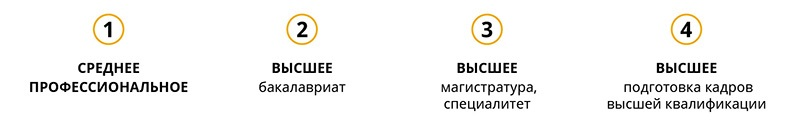 1
СРЕДНЕЕ
ПРОФЕССИОНАЛЬНОЕ
2
ВЫСШЕЕ
бакалавриат
3
ВЫСШЕЕ
магистратура,
специалитет
4
ВЫСШЕЕ
подготовка кадров
высшей квалификации